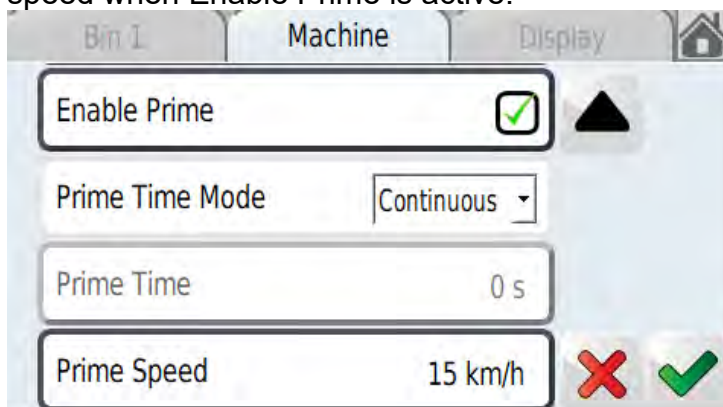 speed when Enable Prime is active.
Bin 1 Machine Display
Enable Prime
Prime Time Mode Continuous
Prime Time 0 s
Prime Speed 15 km/h